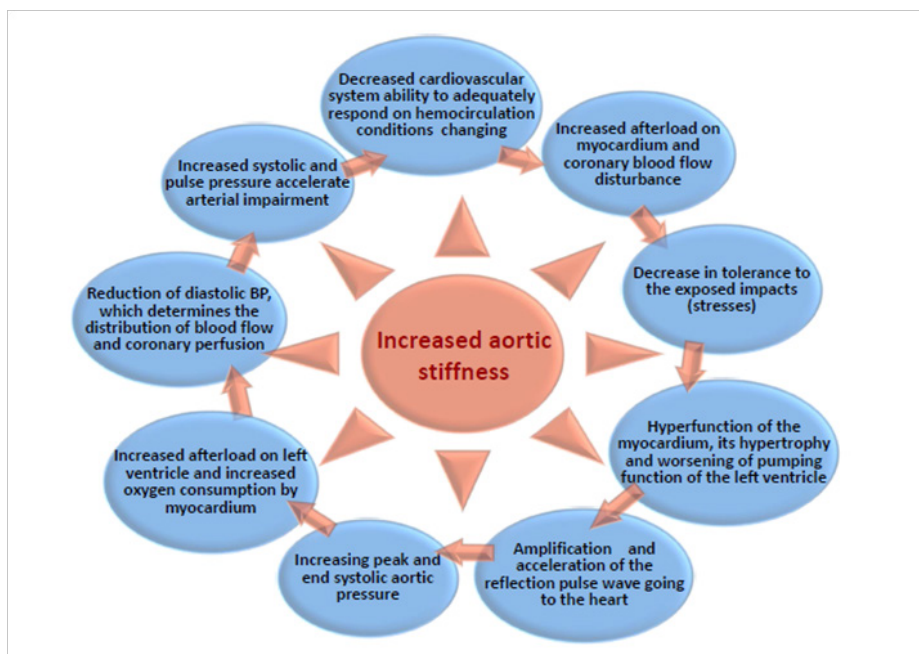 Decreased cardiovascular
system ability to adequately
respond on hemocirculation
conditions changing
Increased afterload on
myocardium and
coronary blood flow
disturbance
Decrease in tolerance to
the exposed impacts
(stresses)
Hyperfunction of the
myocardium, its hypertrophy
and worsening of pumping
function of the left ventricle
Amplification and
acceleration of the
reflection pulse wave going
to the heart
Increasing peak and
end systolic aortic
pressure
Increased afterload on left
ventricle and increased
oxygen consumption by
myocardium
Reduction of diastolic BP,
which determines the
distribution of blood flow
and coronary perfusion
Increased systolic and
pulse pressure accelerate
arterial impairment
Increased aortic
stiffness